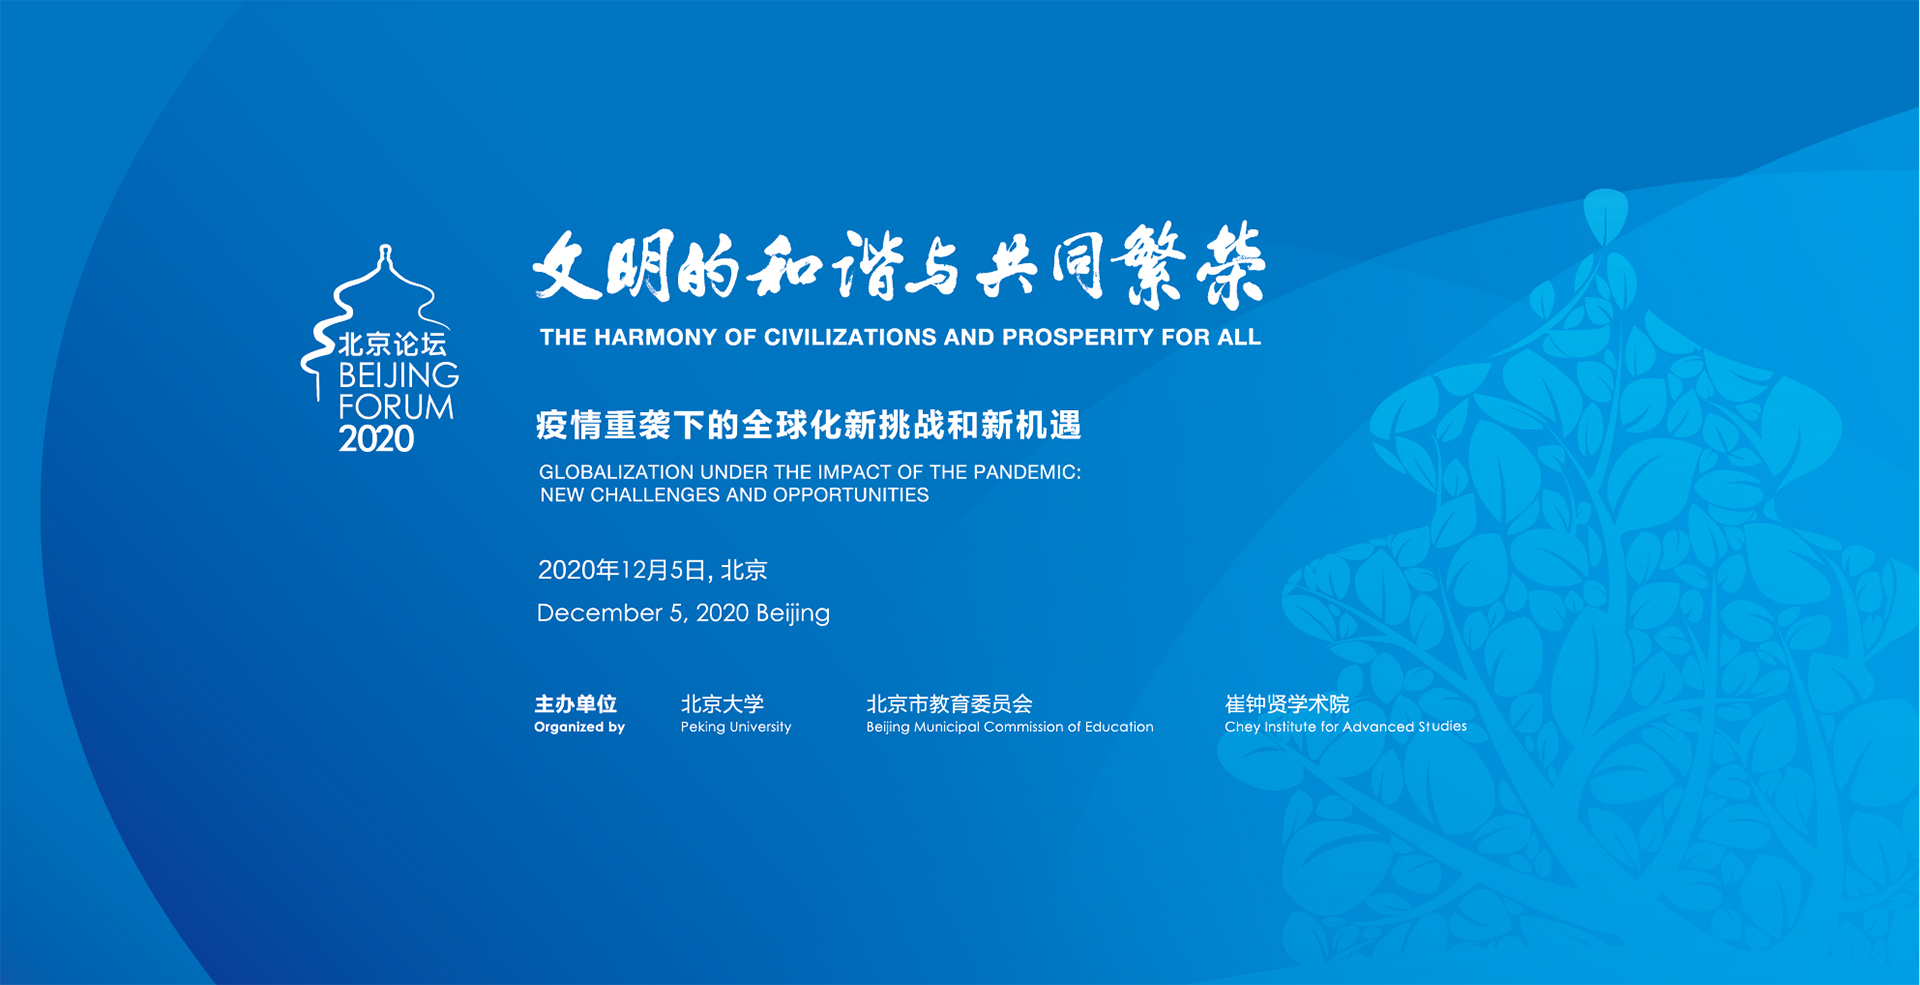 北京论坛
BEIJING
FORUM
2020
文明的和谐与共同繁荣
THE HARMONY OF CIVILIZATIONS AND PROSPERITY FOR ALL
疫情重袭下的全球化新挑战和新机遇
GLOBALIZATION UNDER THE IMPACT OF THE PANDEMIC:
NEW CHALLENGES AND OPPORTUNITIES
2020年12月5日, 北京
December 5, 2020 Beijing
主办单位 北京大学 北京市教育委员会 崔钟贤学术院
Organized by Peking University Beijing Municipal Commission of Education Chey Institute for Advanced Studies